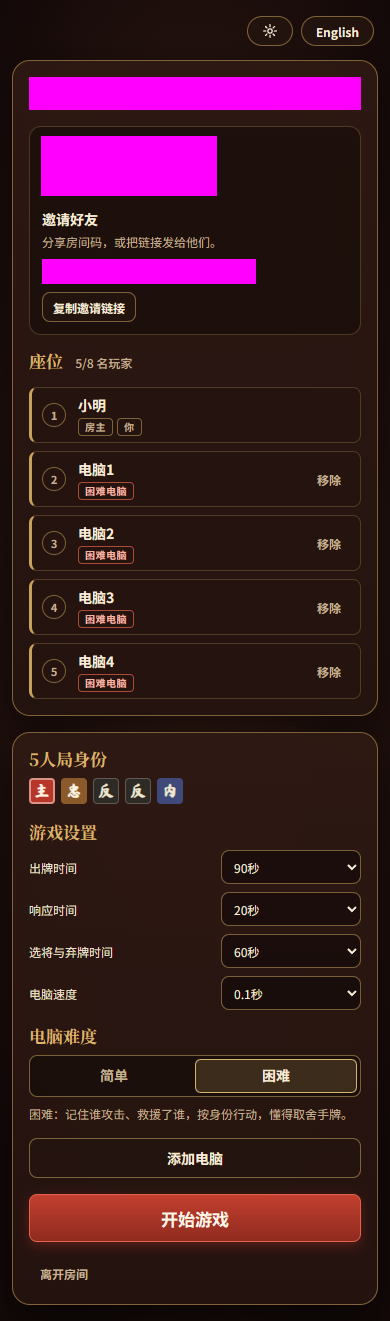 English
邀请好友
分享房间码，或把链接发给他们。
复制邀请链接
座位 5/8 名玩家
1 小明
房主 你
2 电脑1 移除
困难电脑
3 电脑2 移除
困难电脑
4 电脑3 移除
困难电脑
5 电脑4 移除
困难电脑
5人局身份
主 忠 反 反 内
游戏设置
出牌时间 90秒
响应时间 20秒
选将与弃牌时间 60秒
电脑速度 0.1秒
电脑难度
简单 困难
困难：记住谁攻击、救援了谁，按身份行动，懂得取舍手牌。
添加电脑
开始游戏
离开房间